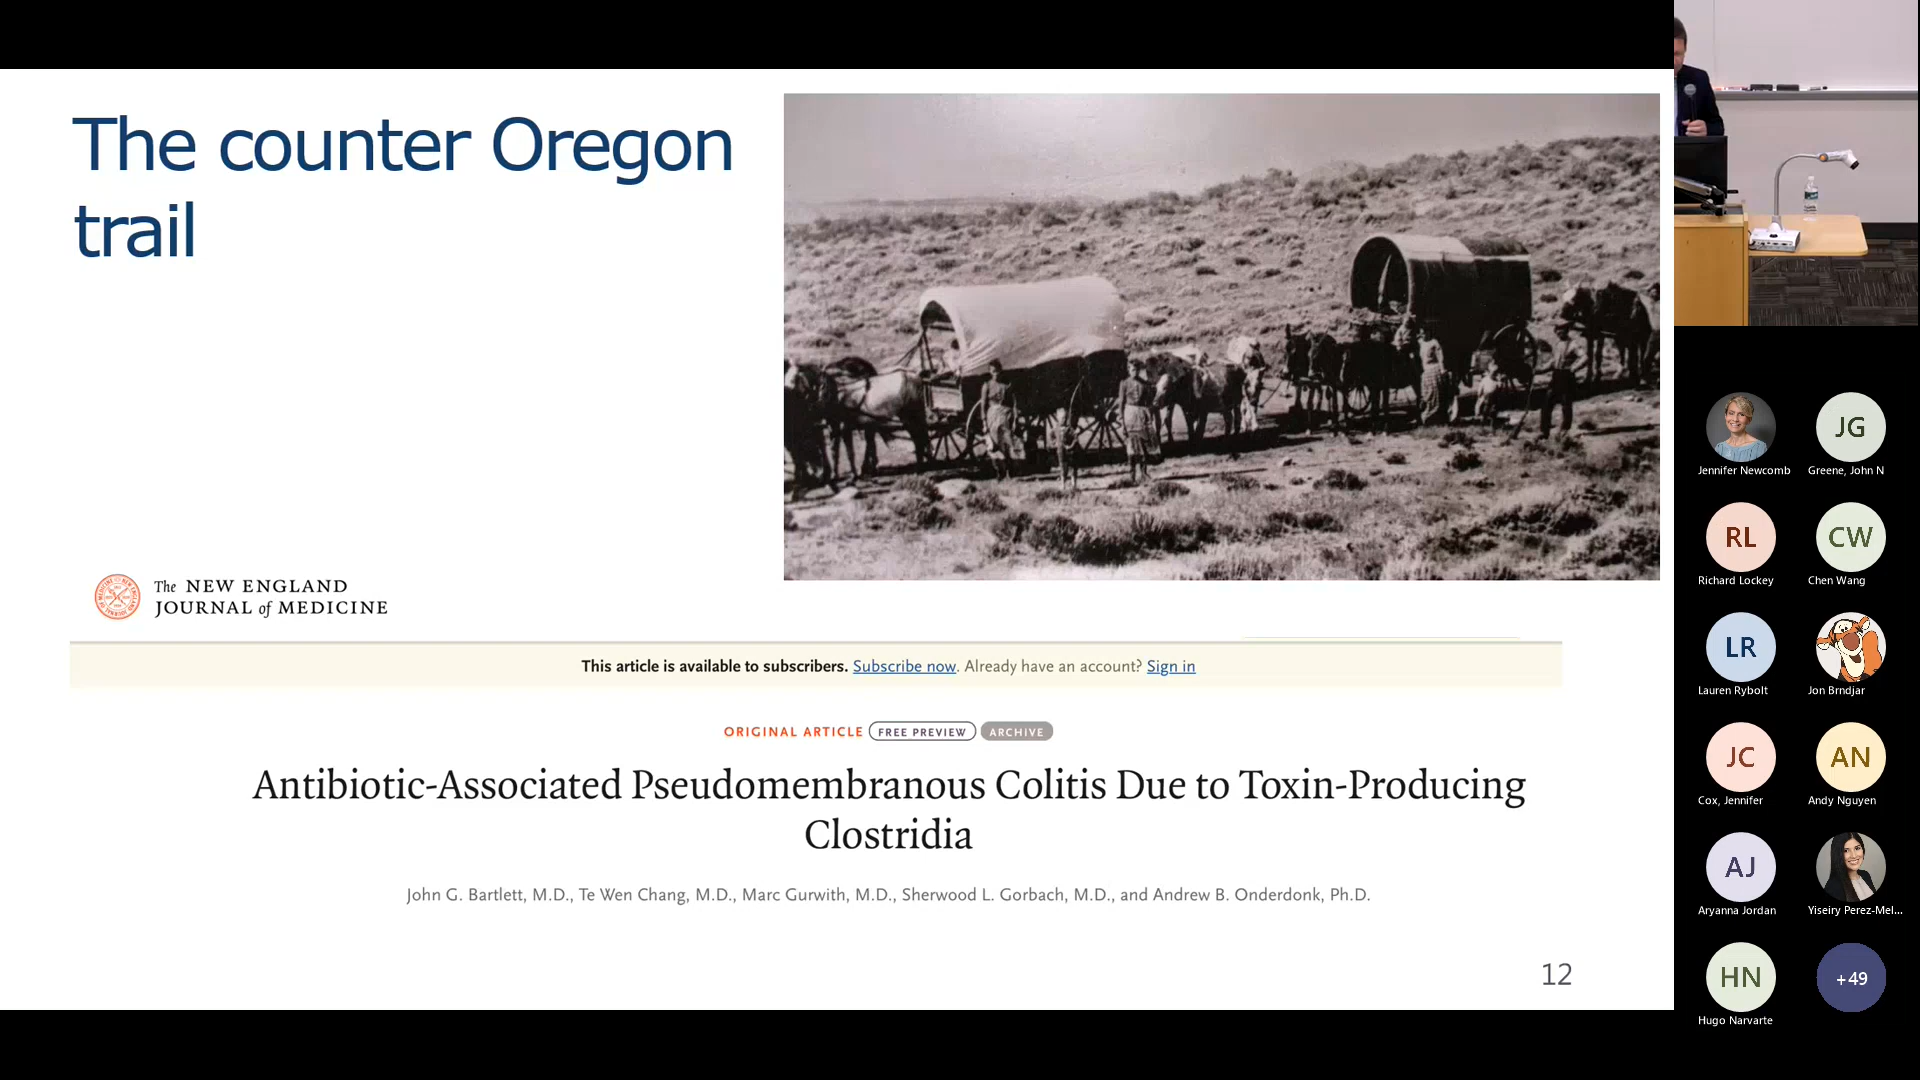 The counter Oregon
trail
The NEW ENGLAND
JOURNAL of MEDICINE
This article is available to subscribers. Subscribe now. Already have an account? Sign in
ORIGINAL ARTICLE FREE PREVIEW ARCHIVE
Antibiotic-Associated Pseudomembranous Colitis Due to Toxin-Producing
Clostridia
John G. Bartlett, M.D., Te Wen Chang, M.D., Marc Gurwith, M.D., Sherwood L. Gorbach, M.D., and Andrew B. Onderdonk, Ph.D.
12
JG
Jennifer Newcomb
Greene, John N
RL
CW
Richard Lockey
Chen Wang
LR
Lauren Rybolt
Jon Brndjar
JC
AN
Cox, Jennifer
Andy Nguyen
AJ
Aryanna Jordan
Yiseiry Perez-Mel...
HN
+49
Hugo Narvarte